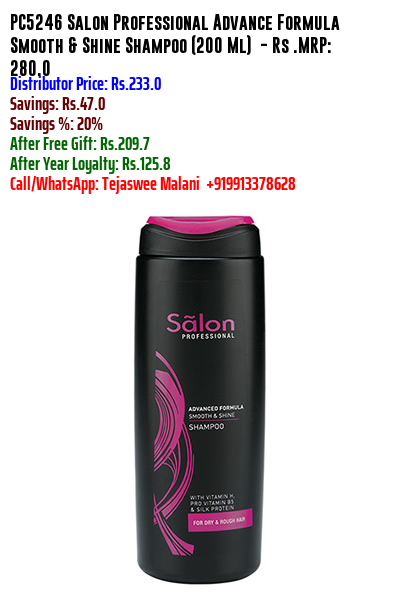 PC5246 Salon Professional Advance Formula
Smooth & Shine Shampoo (200 Ml) - Rs .MRP:
280.0
Distributor Price: Rs.233.0
Savings: Rs.47.0
Savings %: 20%
After Free Gift: Rs.209.7
After Year Loyalty: Rs.125.8
Call/WhatsApp: Tejaswee Malani +919913378628
Sãlon
PROFESSIONAL
ADVANCED FORMULA
SMOOTH & SHINE
SHAMPOO
WITH VITAMIN H,
PRO VITAMIN B5
& SILK PROTEIN
FOR DRY & ROUGH HAIR